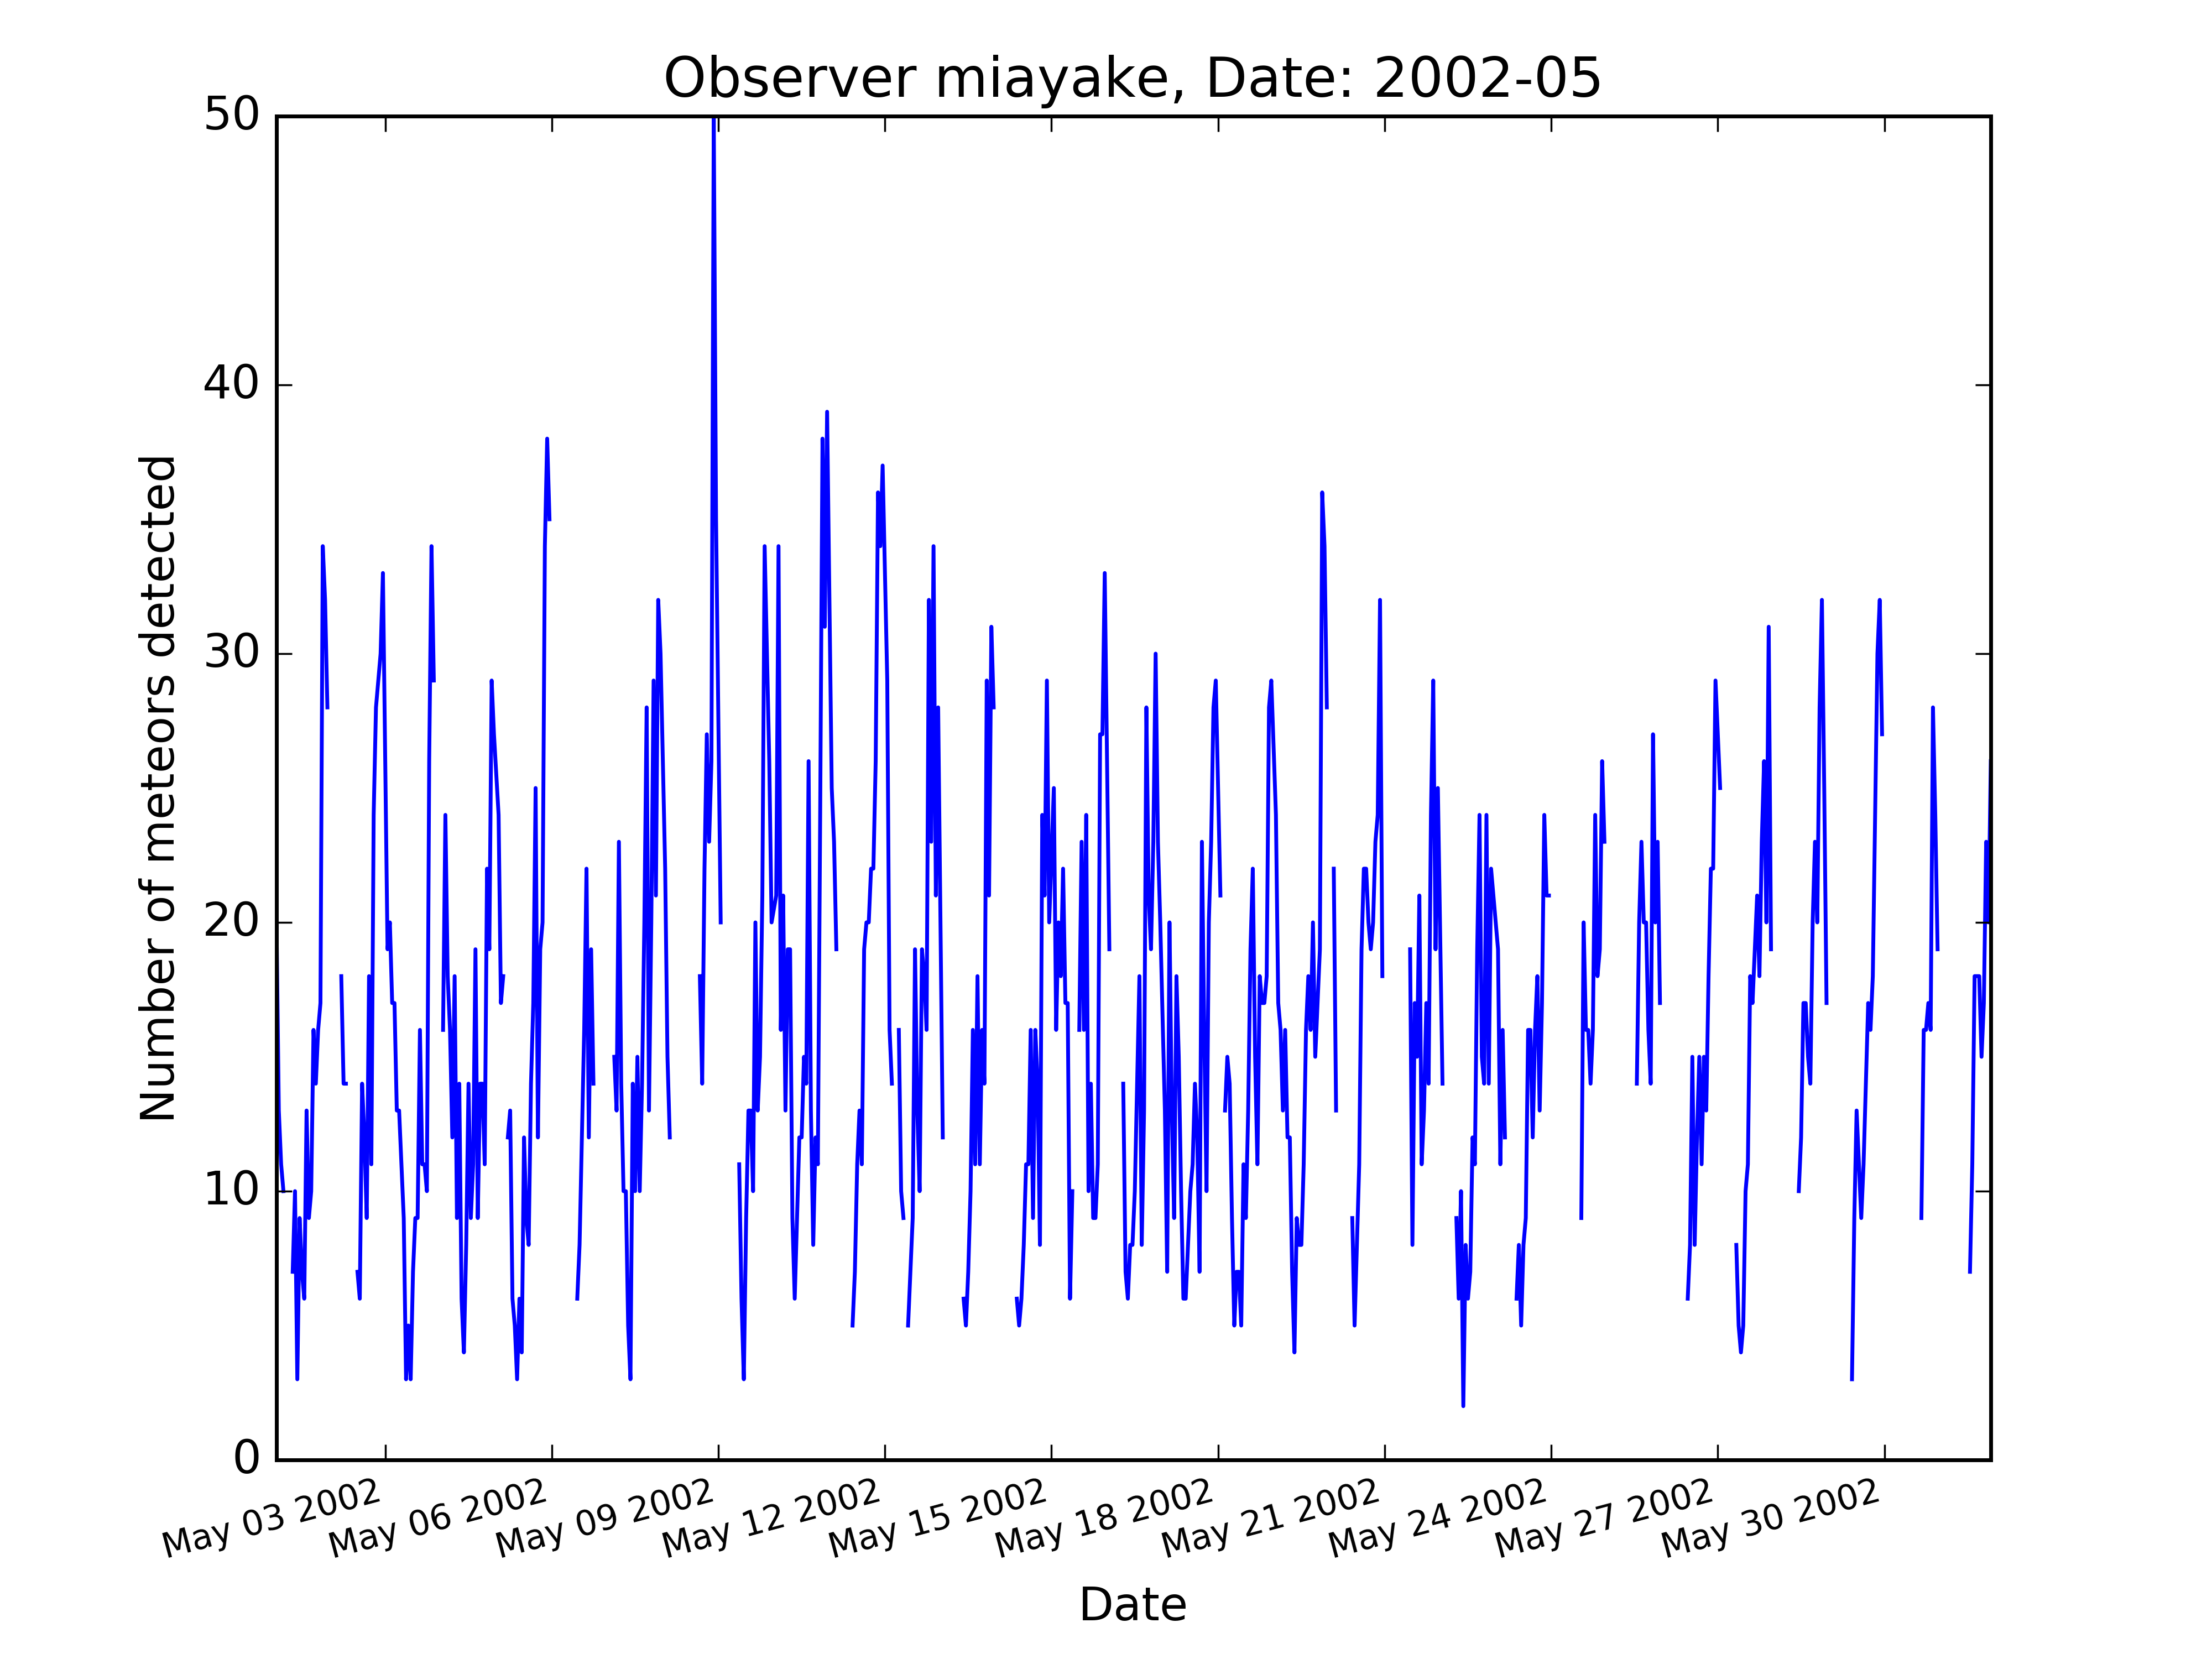 Observer miayake, Date: 2002-05
50
40
30
20
10
0
Number of meteors detected
May 03 2002
May 06 2002
May 09 2002
May 12 2002
May 15 2002
May 18 2002
May 21 2002
May 24 2002
May 27 2002
May 30 2002
Date